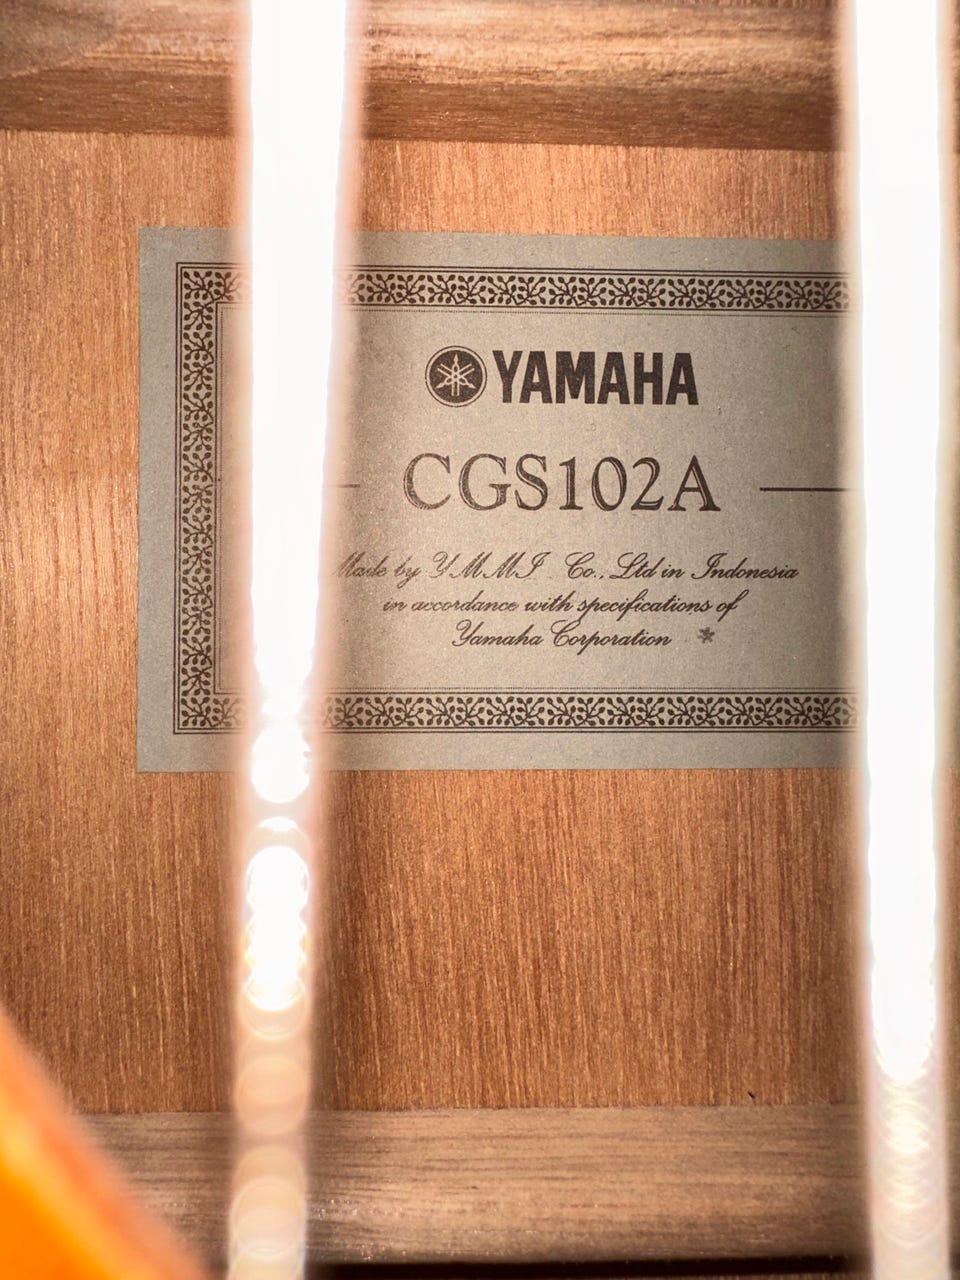 YAMAHA
CGS102A
Made by YMMI Co., Ltd in Indonesia
in accordance with specifications of
Yamaha Corporation *